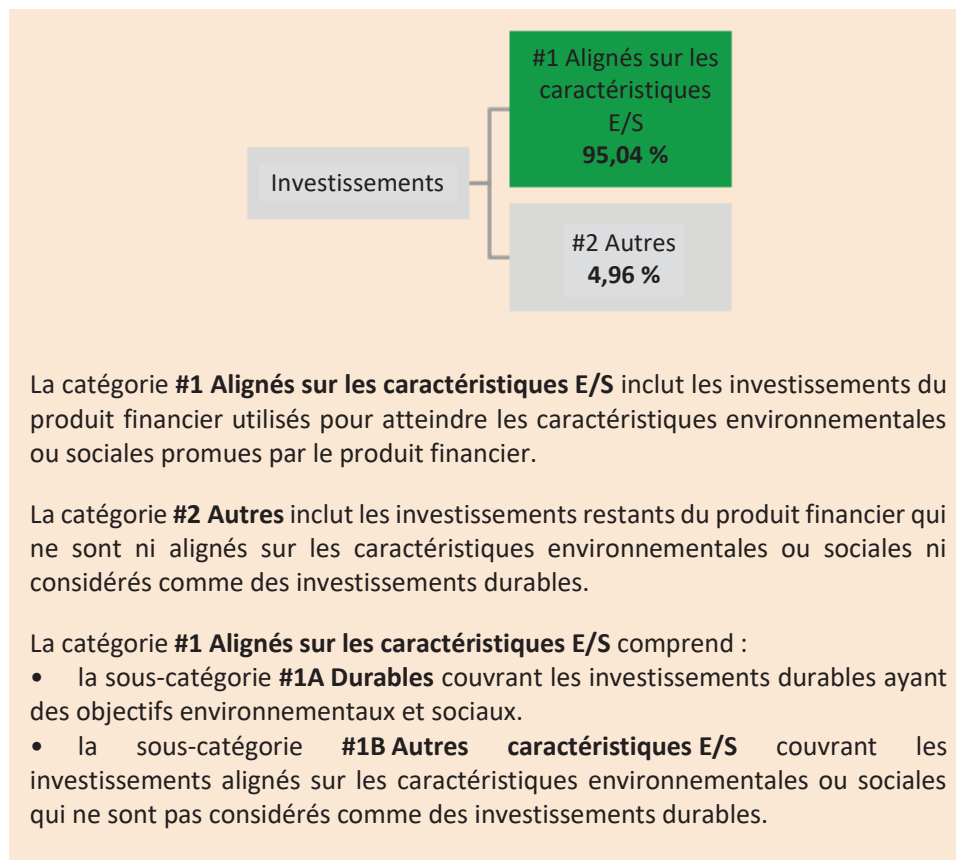 #1 Alignés sur les
caractéristiques
E/S
95,04 %
Investissements
#2 Autres
4,96 %
La catégorie #1 Alignés sur les caractéristiques E/S inclut les investissements du
produit financier utilisés pour atteindre les caractéristiques environnementales
ou sociales promues par le produit financier.
La catégorie #2 Autres inclut les investissements restants du produit financier qui
ne sont ni alignés sur les caractéristiques environnementales ou sociales ni
considérés comme des investissements durables.
La catégorie #1 Alignés sur les caractéristiques E/S comprend :
• la sous-catégorie #1A Durables couvrant les investissements durables ayant
des objectifs environnementaux et sociaux.
• la sous-catégorie #1B Autres caractéristiques E/S couvrant les
investissements alignés sur les caractéristiques environnementales ou sociales
qui ne sont pas considérés comme des investissements durables.